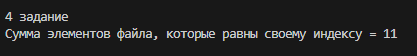 4 задание
Сумма элементов файла, которые равны своему индексу = 11